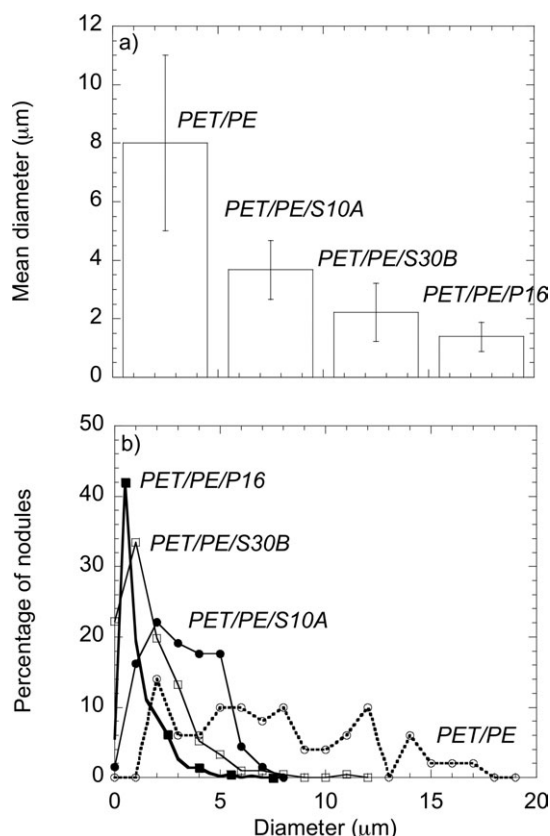 a)
12
10
8
6
4
2
0
Mean diameter (μm)
PET/PE
PET/PE/S10A
PET/PE/S30B
PET/PE/P16
b)
50
40
30
20
10
0
Percentage of nodules
PET/PE/P16
PET/PE/S30B
PET/PE/S10A
PET/PE
0 5 10 15 20
Diameter (μm)